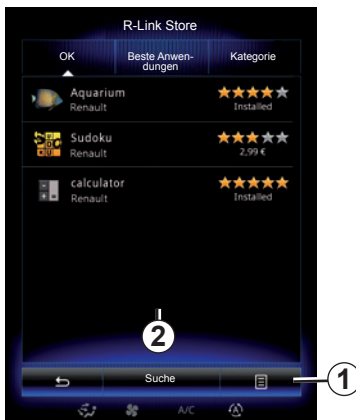 R-Link Store
OK
Beste Anwen-
dungen
Kategorie
Aquarium
Renault
Installed
Sudoku
Renault
2,99 €
calculator
Renault
Installed
2
Suche
1
A/C
A